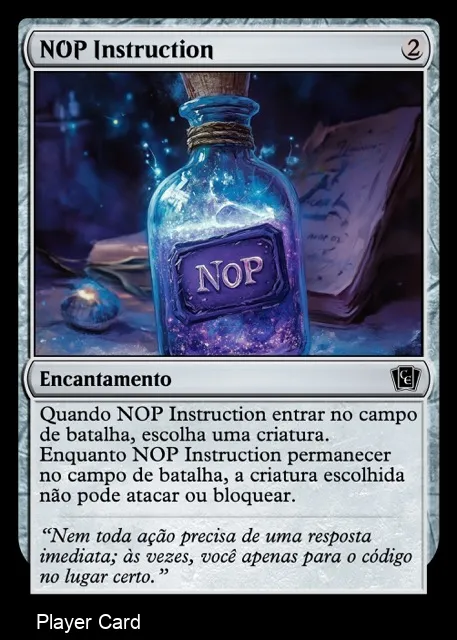 NOP Instruction 2
NOP
Encantamento
Quando NOP Instruction entrar no campo
de batalha, escolha uma criatura.
Enquanto NOP Instruction permanecer
no campo de batalha, a criatura escolhida
não pode atacar ou bloquear.
“Nem toda ação precisa de uma resposta
imediata; às vezes, você apenas para o código
no lugar certo.”
Player Card